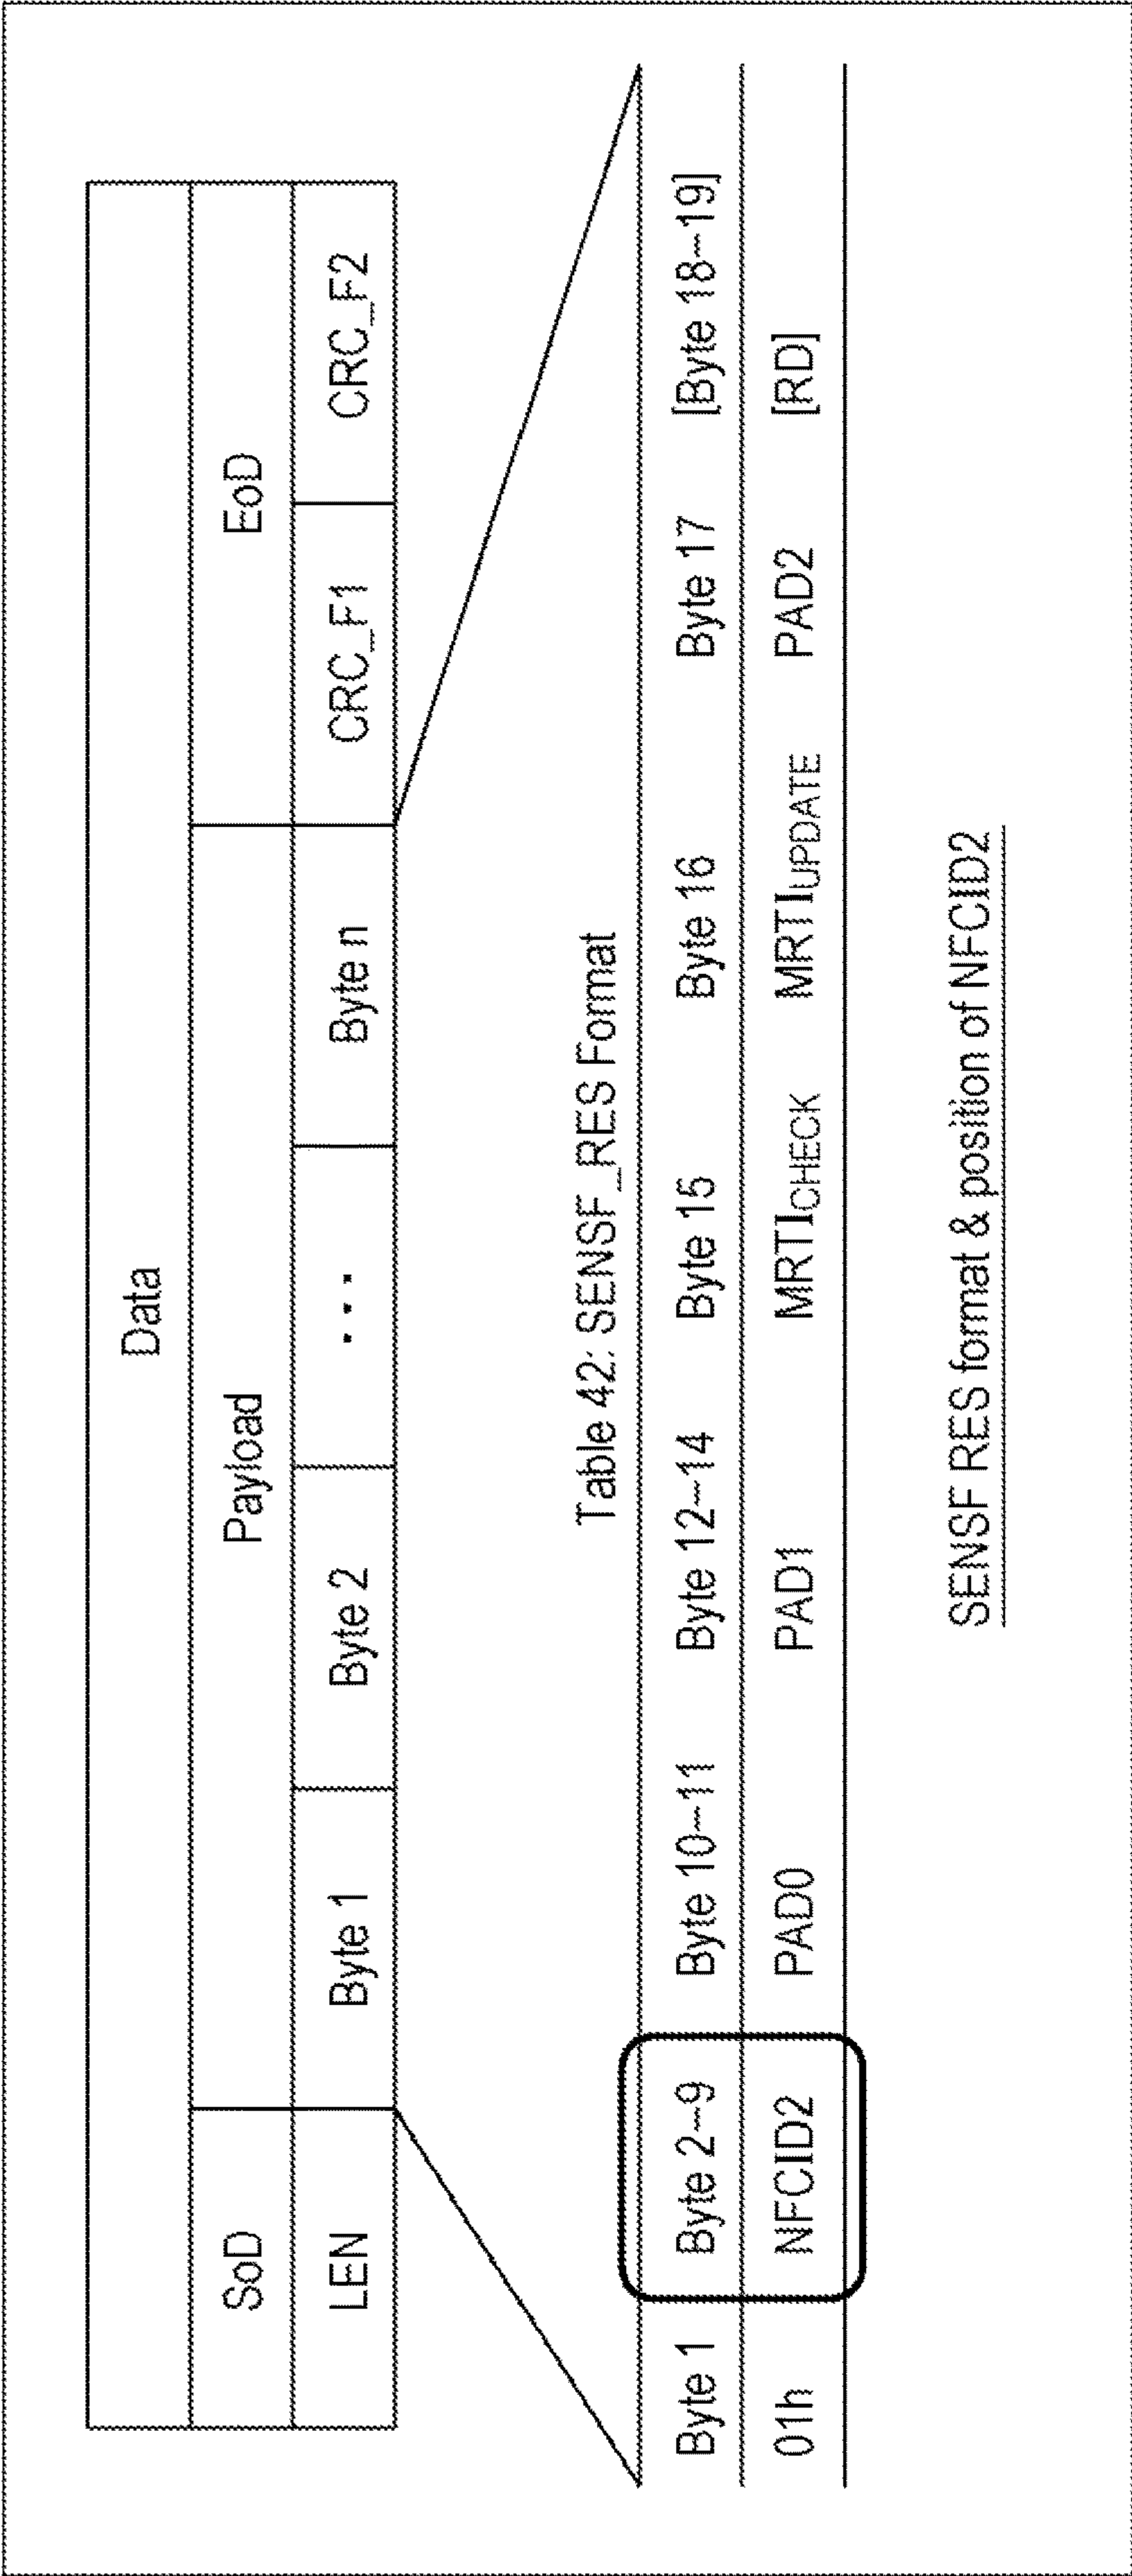 Data
SoD Payload EoD
LEN Byte 1 Byte 2 ... Byte n CRC_F1 CRC_F2
Table 42: SENSF_RES Format
Byte 1 Byte 2–9 Byte 10–11 Byte 12–14 Byte 15 Byte 16 Byte 17 [Byte 18–19]
01h NFCID2 PAD0 PAD1 MRTICHECK MRTIUPDATE PAD2 [RD]
SENSF RES format & position of NFCID2